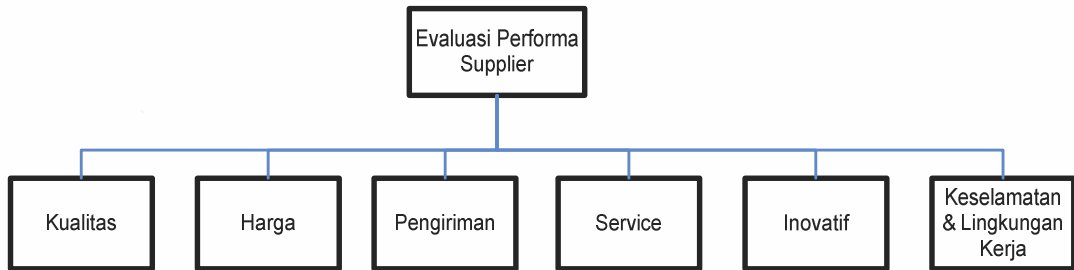 Evaluasi Performa
Supplier
Kualitas
Harga
Pengiriman
Service
Inovatif
Keselamatan
& Lingkungan
Kerja